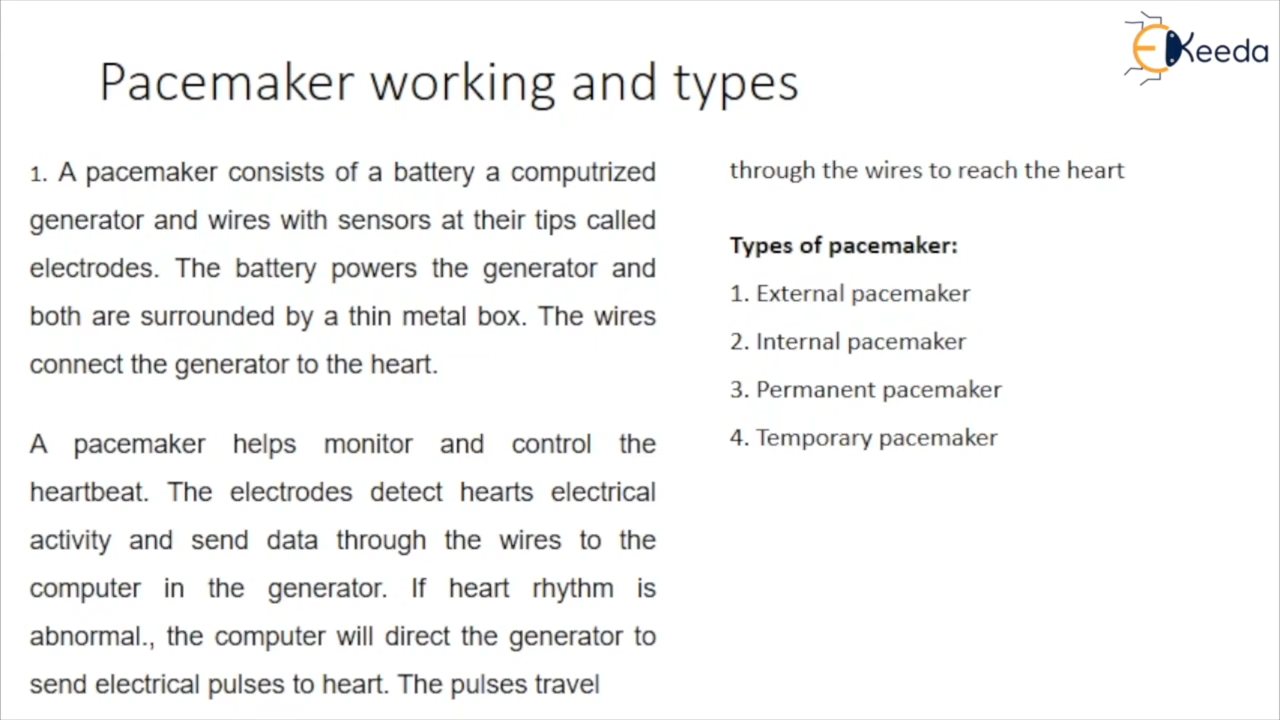 Keeda
Pacemaker working and types
1. A pacemaker consists of a battery a computrized
generator and wires with sensors at their tips called
electrodes. The battery powers the generator and
both are surrounded by a thin metal box. The wires
connect the generator to the heart.
A pacemaker helps monitor and control the
heartbeat. The electrodes detect hearts electrical
activity and send data through the wires to the
computer in the generator. If heart rhythm is
abnormal., the computer will direct the generator to
send electrical pulses to heart. The pulses travel
through the wires to reach the heart
Types of pacemaker:
1. External pacemaker
2. Internal pacemaker
3. Permanent pacemaker
4. Temporary pacemaker